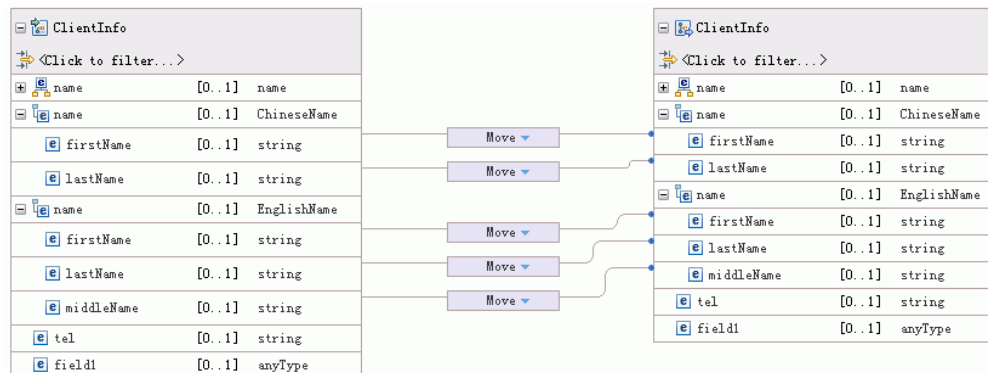 ClientInfo
<Click to filter...>
name [0..1] name
name [0..1] ChineseName
firstName [0..1] string
lastName [0..1] string
name [0..1] EnglishName
firstName [0..1] string
lastName [0..1] string
middleName [0..1] string
tel [0..1] string
field1 [0..1] anyType
Move
Move
Move
Move
Move
ClientInfo
<Click to filter...>
name [0..1] name
name [0..1] ChineseName
firstName [0..1] string
lastName [0..1] string
name [0..1] EnglishName
firstName [0..1] string
lastName [0..1] string
middleName [0..1] string
tel [0..1] string
field1 [0..1] anyType